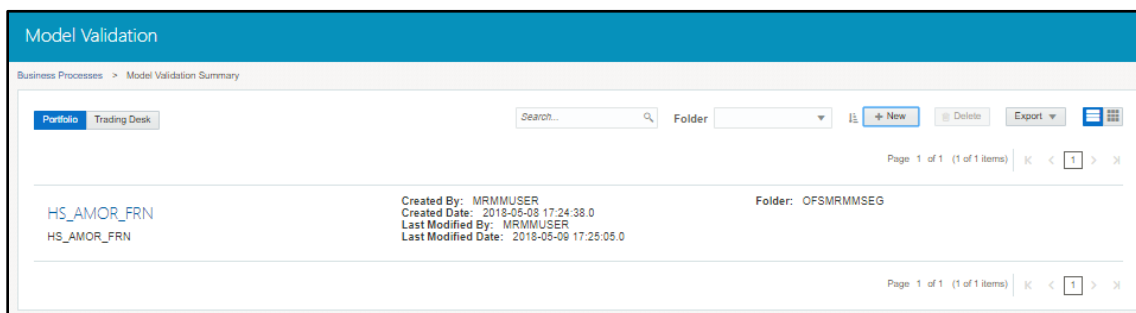 Model Validation
Business Processes > Model Validation Summary
Portfolio Trading Desk Search... Folder + New Delete Export
Page 1 of 1 (1 of 1 items) K < 1 > >|
HS_AMOR_FRN
HS_AMOR_FRN
Created By: MRMMUSER
Created Date: 2018-05-08 17:24:38.0
Last Modified By: MRMMUSER
Last Modified Date: 2018-05-09 17:25:05.0
Folder: OFSMRMMSEG
Page 1 of 1 (1 of 1 items) K < 1 > >|